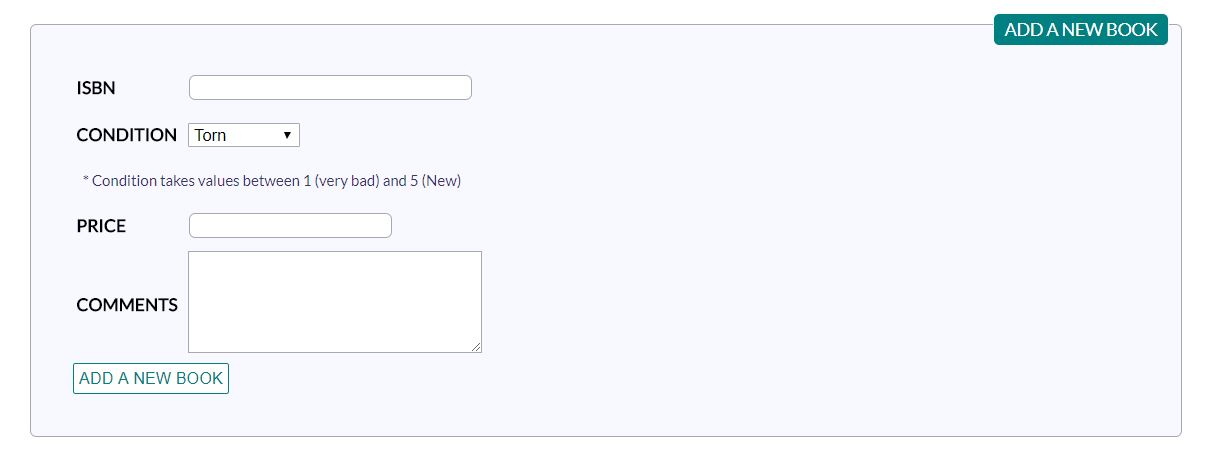 ADD A NEW BOOK
ISBN
CONDITION Torn
* Condition takes values between 1 (very bad) and 5 (New)
PRICE
COMMENTS
ADD A NEW BOOK